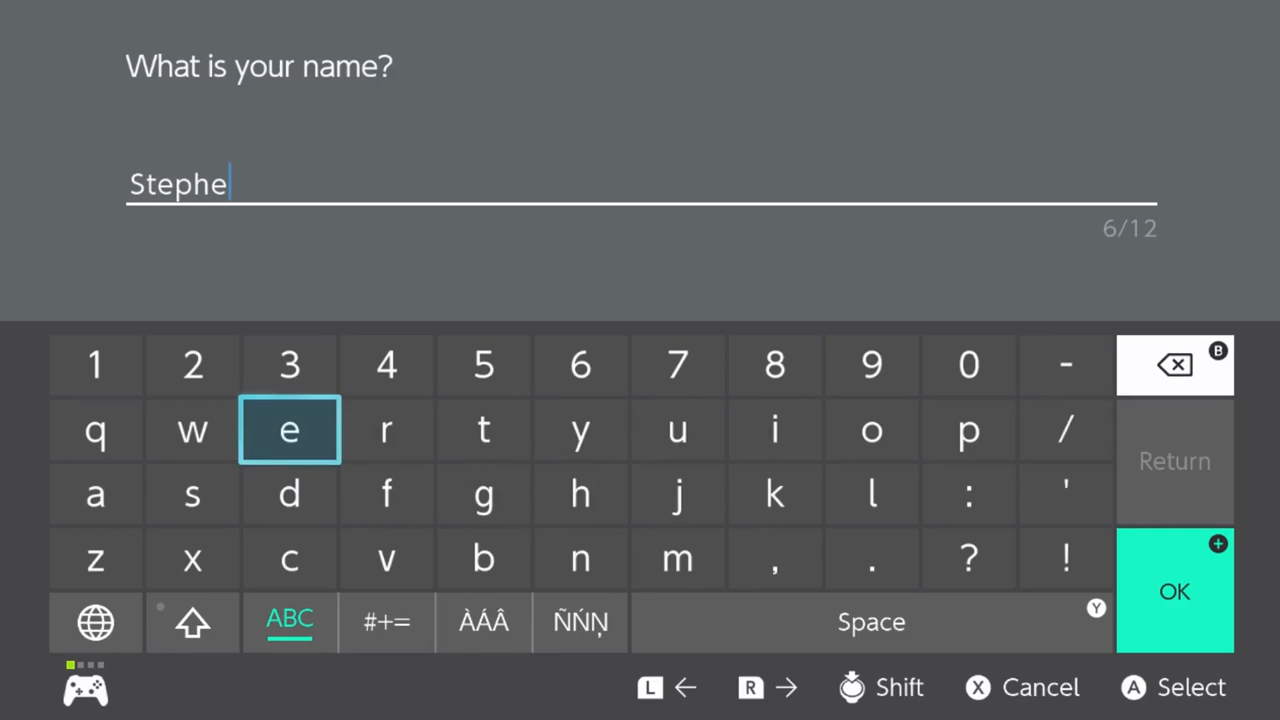 What is your name?
Stephe
6/12
1 2 3 4 5 6 7 8 9 0 - B
q w e r t y u i o p / Return
a s d f g h j k l : '
z x c v b n m , . ? ! + OK
ABC #+= ÀÁÂ ÑŃŅ Space Y
L ← R → Shift X Cancel A Select